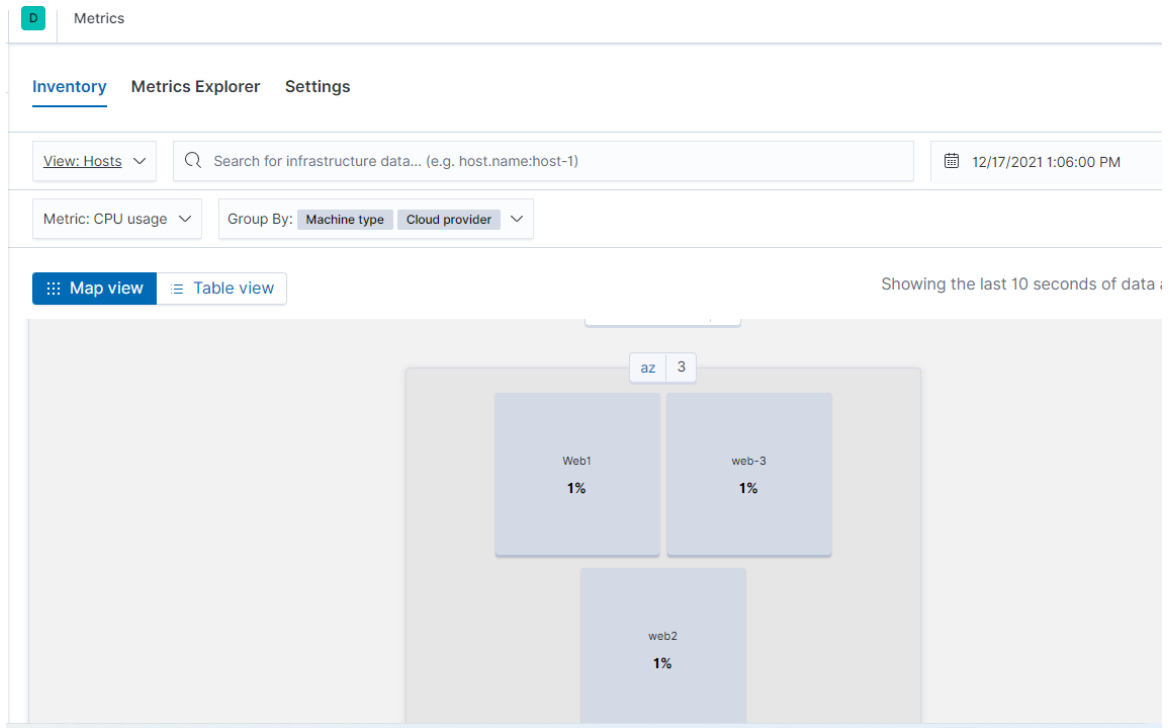 D Metrics
Inventory Metrics Explorer Settings
View: Hosts Search for infrastructure data... (e.g. host.name:host-1) 12/17/2021 1:06:00 PM
Metric: CPU usage Group By: Machine type Cloud provider
Map view Table view Showing the last 10 seconds of data
az 3
Web1 web-3
1% 1%
web2
1%